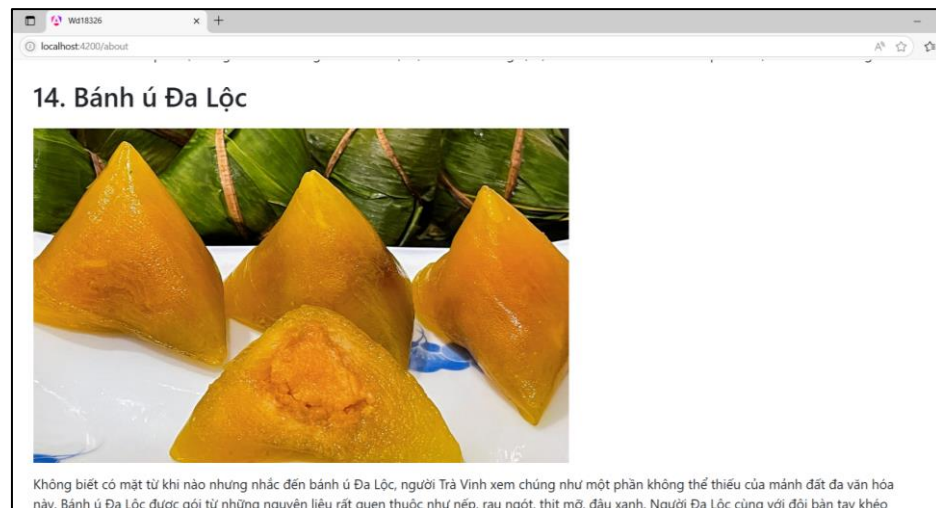 Wd18326
localhost:4200/about
14. Bánh ú Đa Lộc
Không biết có mặt từ khi nào nhưng nhắc đến bánh ú Đa Lộc, người Trà Vinh xem chúng như một phần không thể thiếu của mảnh đất đa văn hóa
này. Bánh ú Đa Lộc được gói từ những nguyên liệu rất quen thuộc như nếp, rau ngót, thịt mỡ, đậu xanh. Người Đa Lộc cùng với đôi bàn tay khéo